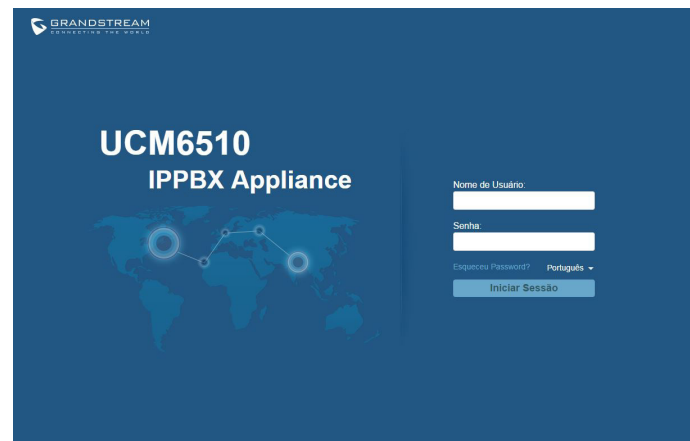 GRANDSTREAM
CONNECTING THE WORLD
UCM6510
IPPBX Appliance
Nome de Usuário:
Senha:
Esqueceu Password? Português
Iniciar Sessão